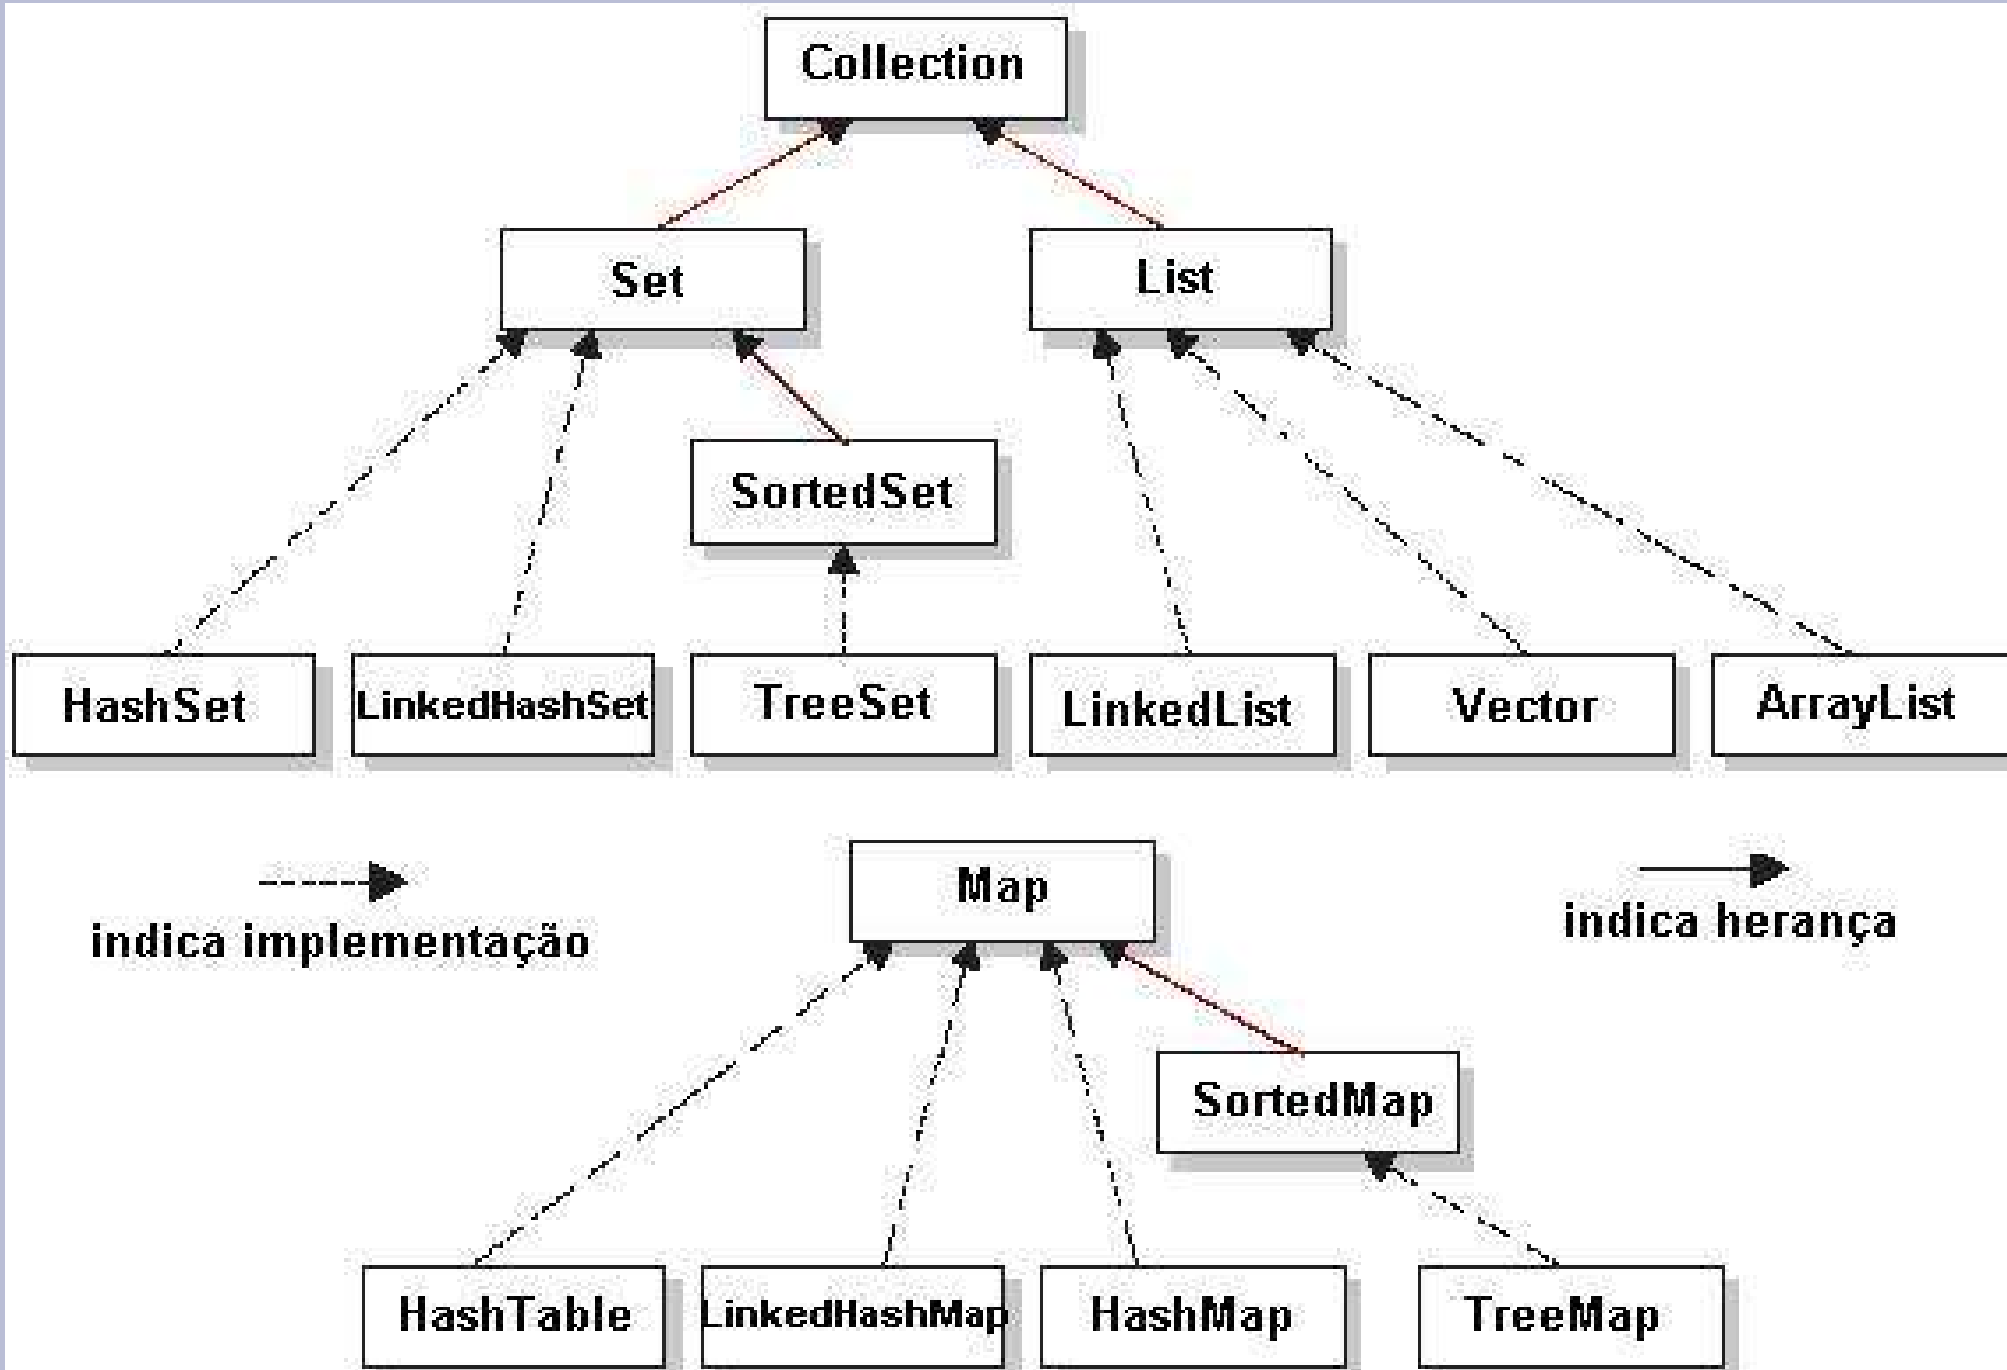 Collection
Set
List
SortedSet
HashSet
LinkedHashSet
TreeSet
LinkedList
Vector
ArrayList
Map
indica implementação
indica herança
SortedMap
HashTable
LinkedHashMap
HashMap
TreeMap